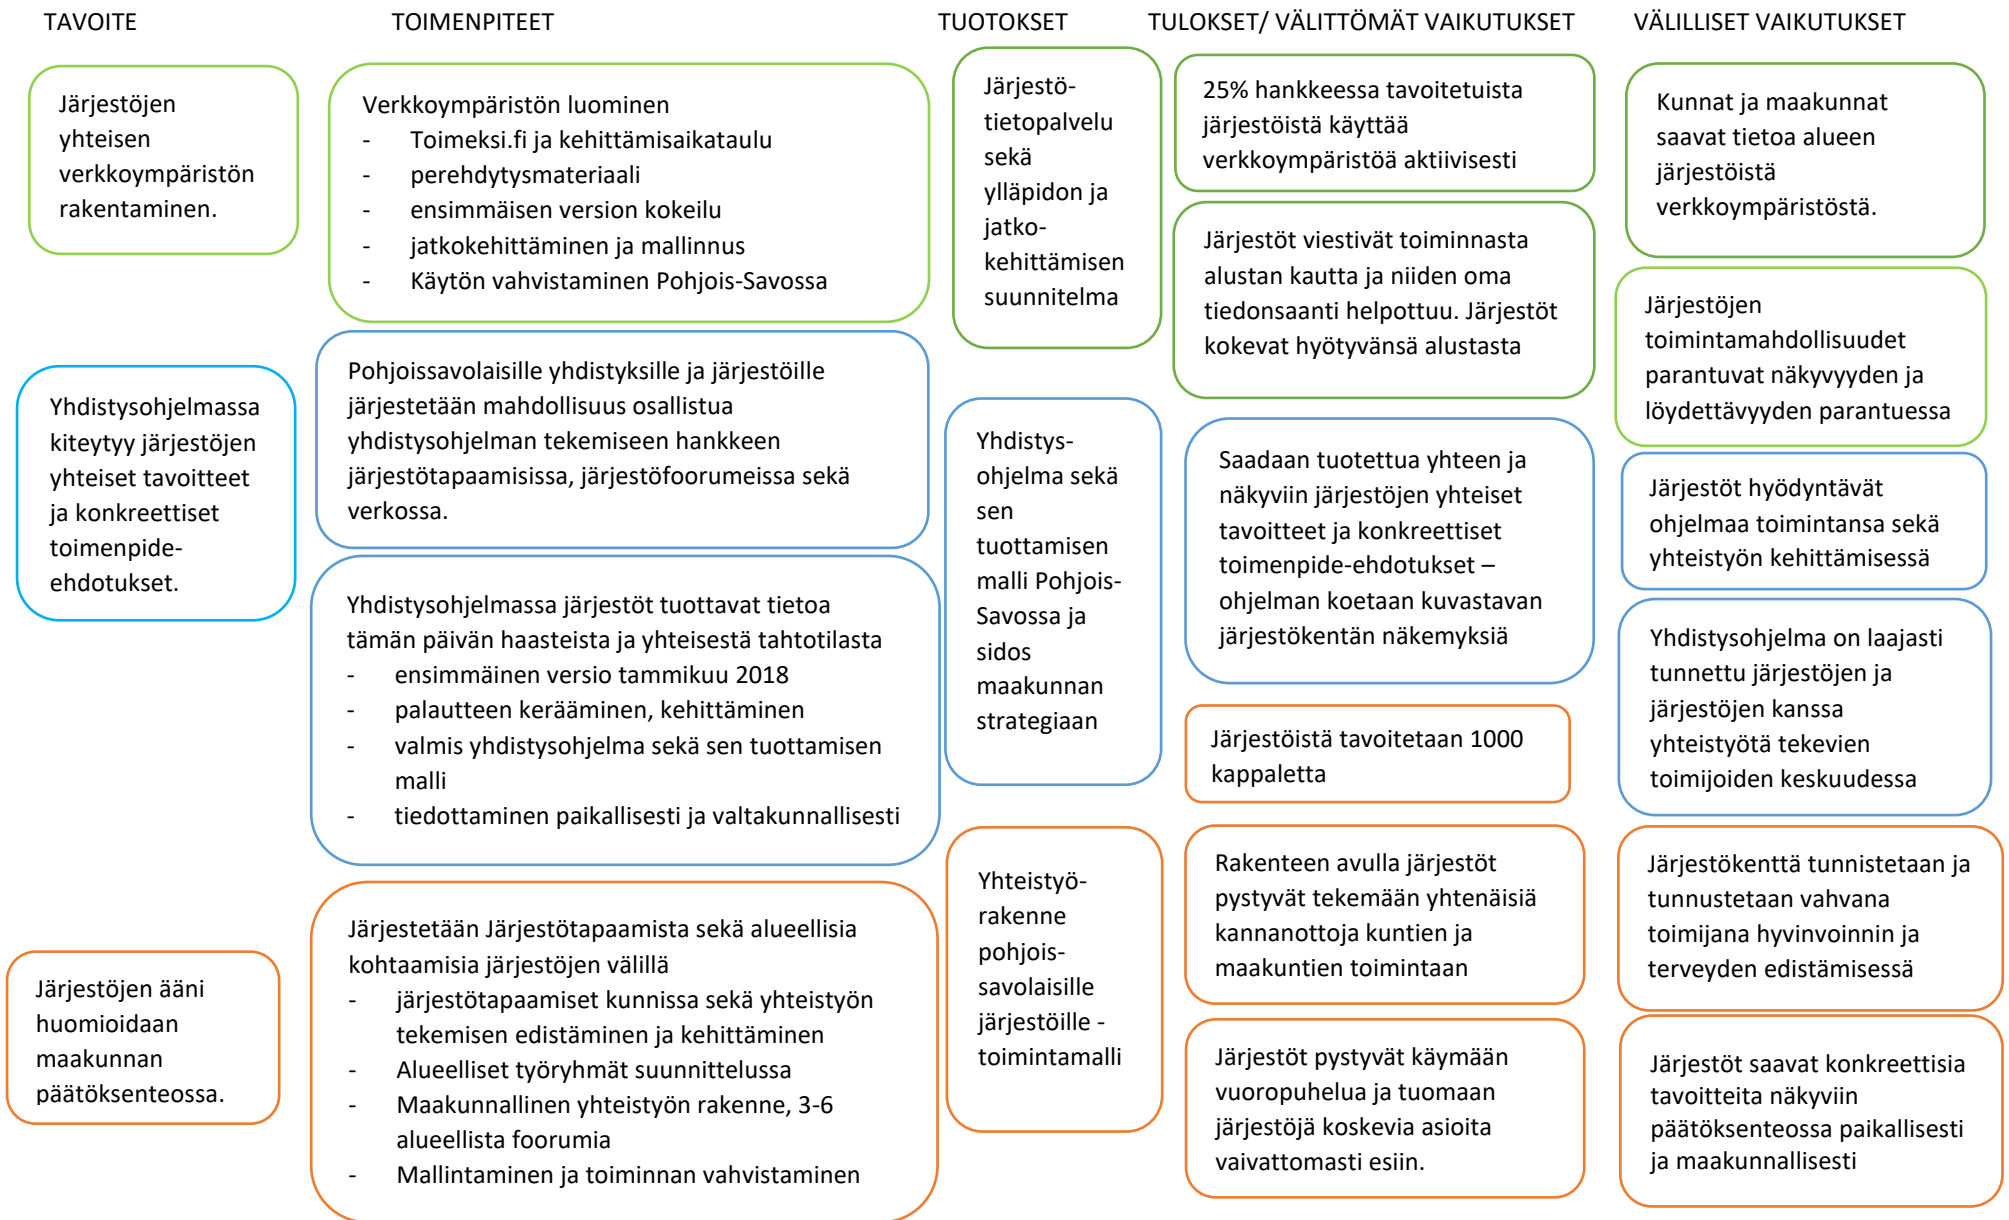 TAVOITE
TOIMENPITEET
TUOTOKSET
TULOKSET/ VÄLITTÖMÄT VAIKUTUKSET
VÄLILLISET VAIKUTUKSET
Järjestöjen
yhteisen
verkkoympäristön
rakentaminen.
Yhdistysohjelmassa
kiteytyy järjestöjen
yhteiset tavoitteet
ja konkreettiset
toimenpide-
ehdotukset.
Järjestöjen ääni
huomioidaan
maakunnan
päätöksenteossa.
Verkkoympäristön luominen
- Toimeksi.fi ja kehittämisaikataulu
- perehdytysmateriaali
- ensimmäisen version kokeilu
- jatkokehittäminen ja mallinnus
- Käytön vahvistaminen Pohjois-Savossa
Pohjoissavolaisille yhdistyksille ja järjestöille
järjestetään mahdollisuus osallistua
yhdistysohjelman tekemiseen hankkeen
järjestötapaamisissa, järjestöfoorumeissa sekä
verkossa.
Yhdistysohjelmassa järjestöt tuottavat tietoa
tämän päivän haasteista ja yhteisestä tahtotilasta
- ensimmäinen versio tammikuu 2018
- palautteen kerääminen, kehittäminen
- valmis yhdistysohjelma sekä sen tuottamisen
malli
- tiedottaminen paikallisesti ja valtakunnallisesti
Järjestetään Järjestötapaamista sekä alueellisia
kohtaamisia järjestöjen välillä
- järjestötapaamiset kunnissa sekä yhteistyön
tekemisen edistäminen ja kehittäminen
- Alueelliset työryhmät suunnittelussa
- Maakunnallinen yhteistyön rakenne, 3-6
alueellista foorumia
- Mallintaminen ja toiminnan vahvistaminen
Järjestö-
tietopalvelu
sekä
ylläpidon ja
jatko-
kehittämisen
suunnitelma
Yhdistys-
ohjelma sekä
sen
tuottamisen
malli Pohjois-
Savossa ja
sidos
maakunnan
strategiaan
Yhteistyö-
rakenne
pohjois-
savolaisille
järjestöille -
toimintamalli
25% hankkeessa tavoitetuista
järjestöistä käyttää
verkkoympäristöä aktiivisesti
Järjestöt viestivät toiminnasta
alustan kautta ja niiden oma
tiedonsaanti helpottuu. Järjestöt
kokevat hyötyvänsä alustasta
Saadaan tuotettua yhteen ja
näkyviin järjestöjen yhteiset
tavoitteet ja konkreettiset
toimenpide-ehdotukset –
ohjelman koetaan kuvastavan
järjestökentän näkemyksiä
Järjestöistä tavoitetaan 1000
kappaletta
Rakenteen avulla järjestöt
pystyvät tekemään yhtenäisiä
kannanottoja kuntien ja
maakuntien toimintaan
Järjestöt pystyvät käymään
vuoropuhelua ja tuomaan
järjestöjä koskevia asioita
vaivattomasti esiin.
Kunnat ja maakunnat
saavat tietoa alueen
järjestöistä
verkkoympäristöstä.
Järjestöjen
toimintamahdollisuudet
parantuvat näkyvyyden ja
löydettävyyden parantuessa
Järjestöt hyödyntävät
ohjelmaa toimintansa sekä
yhteistyön kehittämisessä
Yhdistysohjelma on laajasti
tunnettu järjestöjen ja
järjestöjen kanssa
yhteistyötä tekevien
toimijoiden keskuudessa
Järjestökenttä tunnistetaan ja
tunnustetaan vahvana
toimijana hyvinvoinnin ja
terveyden edistämisessä
Järjestöt saavat konkreettisia
tavoitteita näkyviin
päätöksenteossa paikallisesti
ja maakunnallisesti